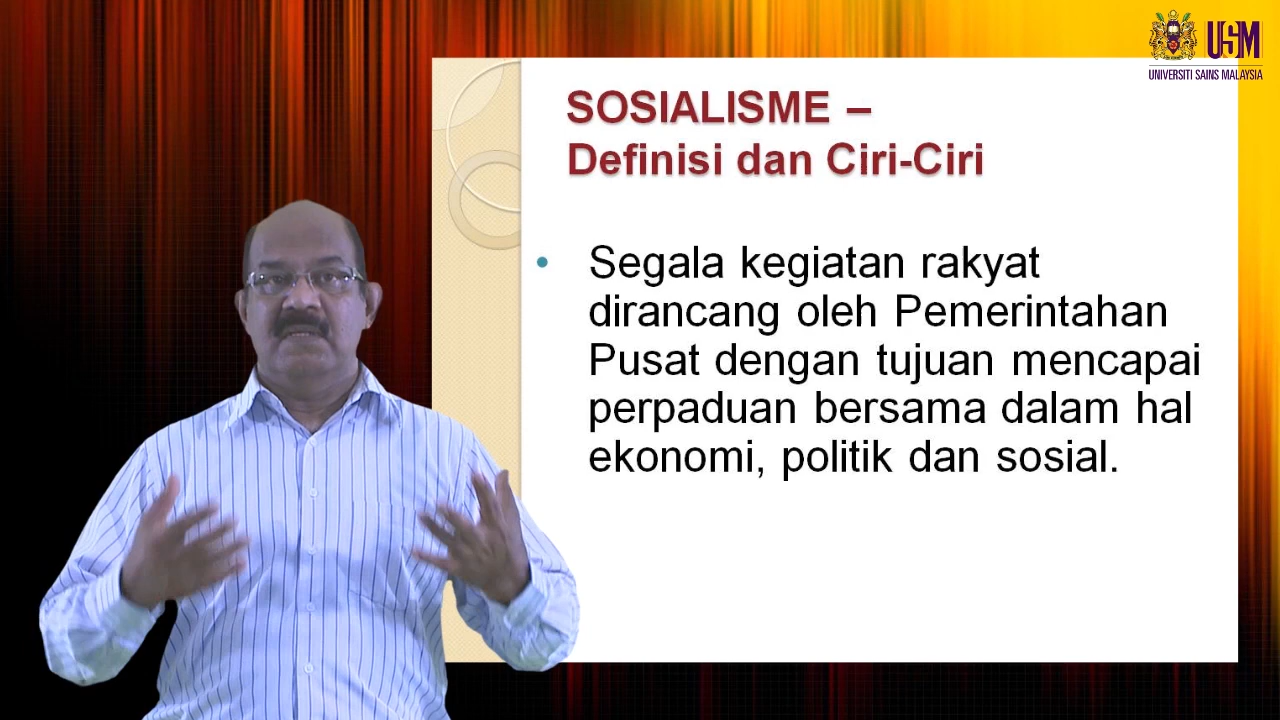 USM
UNIVERSITI SAINS MALAYSIA
SOSIALISME –
Definisi dan Ciri-Ciri
• Segala kegiatan rakyat
dirancang oleh Pemerintahan
Pusat dengan tujuan mencapai
perpaduan bersama dalam hal
ekonomi, politik dan sosial.